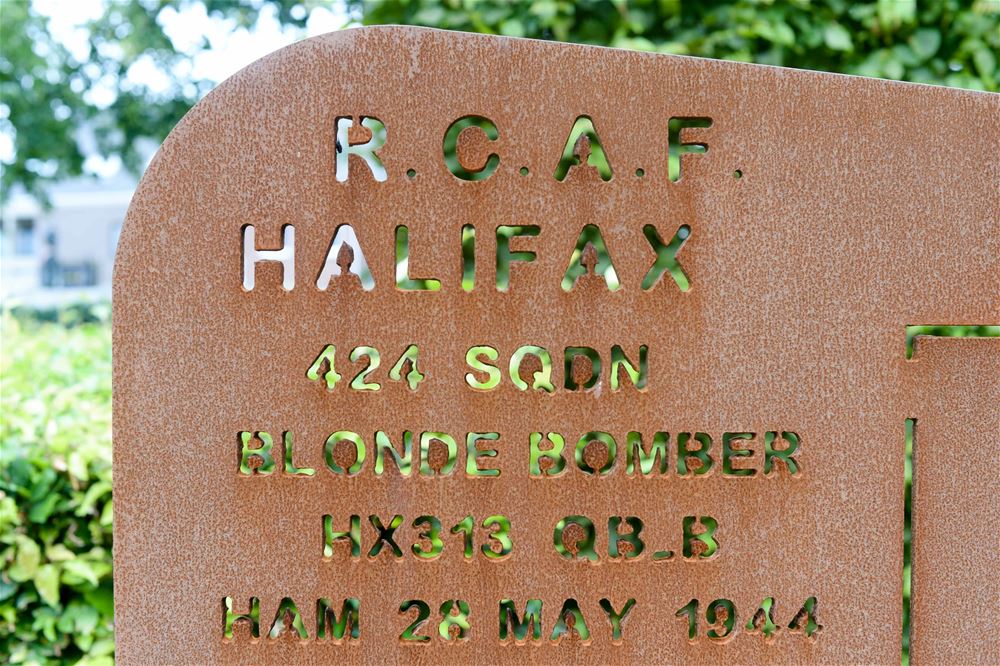 R.C.A.F.
HALIFAX
424 SQDN
BLONDE BOMBER
HX313 QB_B
HAM 28 MAY 1944